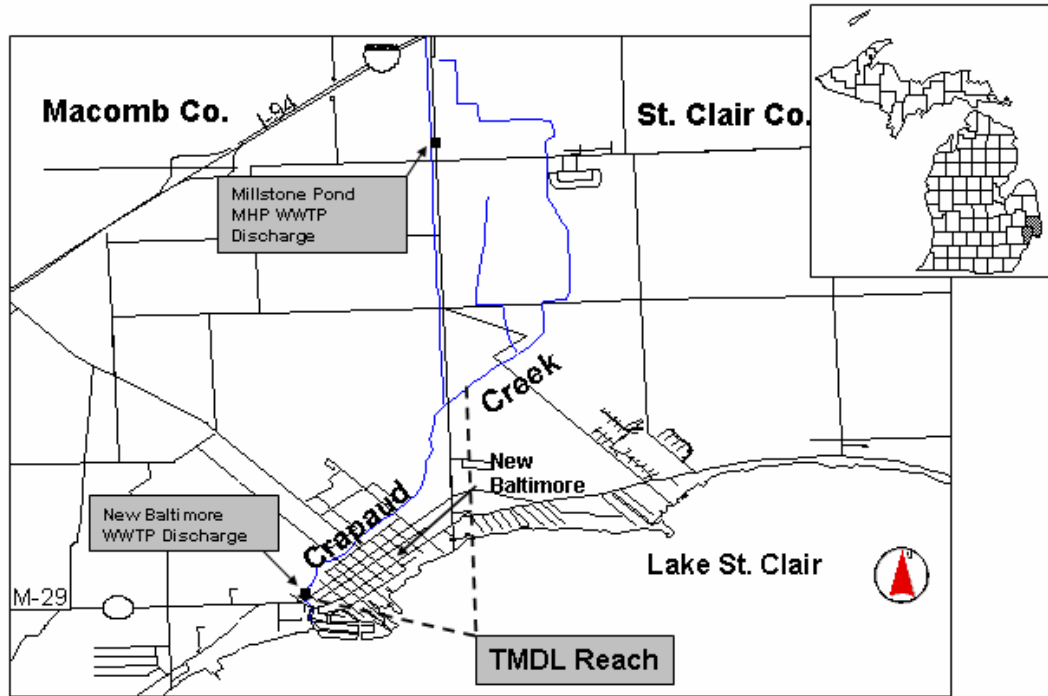 Macomb Co.
I-94
St. Clair Co.
Millstone Pond
MHP WWTP
Discharge
Creek
New
Baltimore
Crapaud
New Baltimore
WWTP Discharge
Lake St. Clair
M-29
TMDL Reach